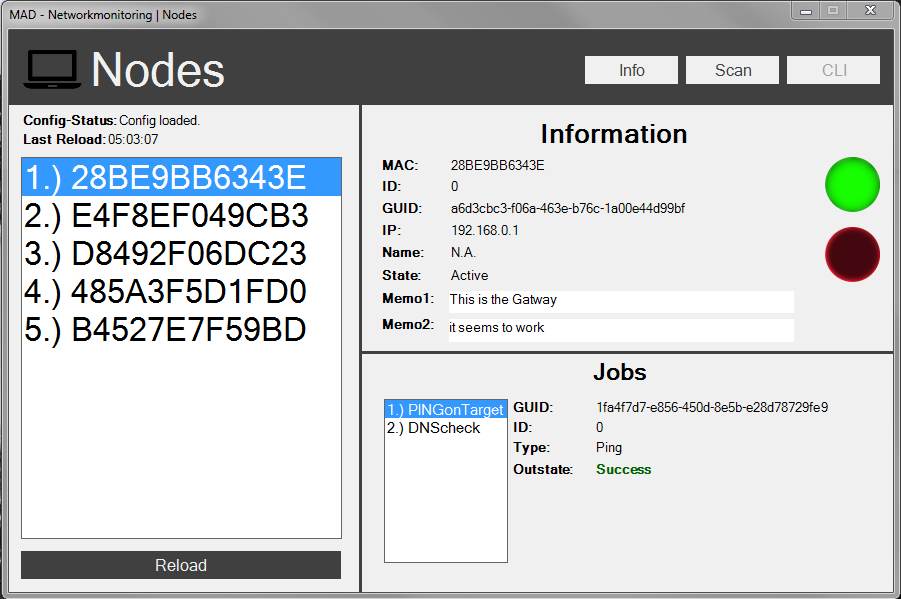 MAD - Networkmonitoring | Nodes
Nodes
Info
Scan
CLI
Config-Status: Config loaded.
Last Reload: 05:03:07
1.) 28BE9BB6343E
2.) E4F8EF049CB3
3.) D8492F06DC23
4.) 485A3F5D1FD0
5.) B4527E7F59BD
Reload
Information
MAC: 28BE9BB6343E
ID: 0
GUID: a6d3cbc3-f06a-463e-b76c-1a00e44d99bf
IP: 192.168.0.1
Name: N.A.
State: Active
Memo1: This is the Gatway
Memo2: it seems to work
Jobs
1.) PINGonTarget
2.) DNScheck
GUID: 1fa4f7d7-e856-450d-8e5b-e28d78729fe9
ID: 0
Type: Ping
Outstate: Success